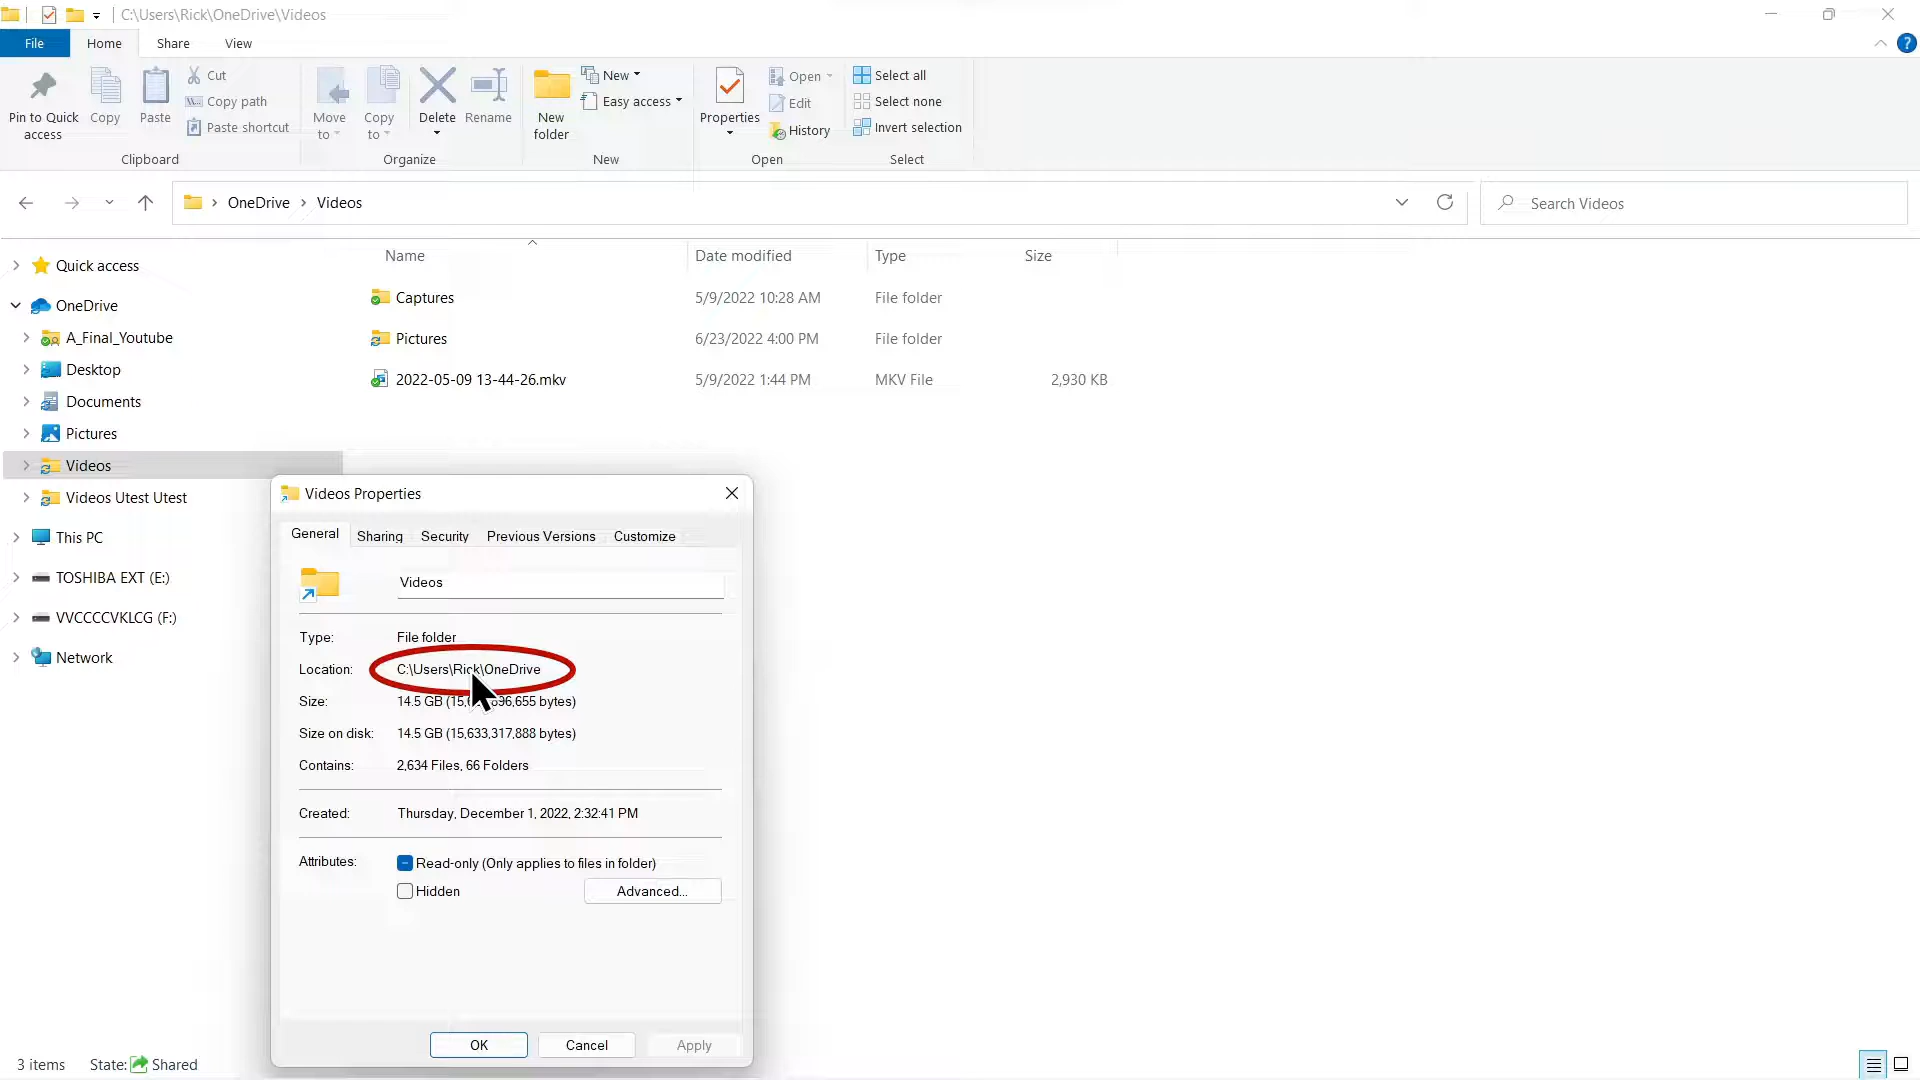 C:\Users\Rick\OneDrive\Videos
File Home Share View
Pin to Quick access
Copy
Paste
Cut
Copy path
Paste shortcut
Clipboard
Move to
Copy to
Delete
Rename
Organize
New folder
New
Easy access
New
Properties
Open
Edit
History
Open
Select all
Select none
Invert selection
Select
OneDrive > Videos
Search Videos
Name Date modified Type Size
Captures 5/9/2022 10:28 AM File folder
Pictures 6/23/2022 4:00 PM File folder
2022-05-09 13-44-26.mkv 5/9/2022 1:44 PM MKV File 2,930 KB
Quick access
OneDrive
A_Final_Youtube
Desktop
Documents
Pictures
Videos
Videos Utest Utest
This PC
TOSHIBA EXT (E:)
VVCCCCVKLCG (F:)
Network
Videos Properties
General Sharing Security Previous Versions Customize
Videos
Type: File folder
Location: C:\Users\Rick\OneDrive
Size: 14.5 GB bytes)
Size on disk: 14.5 GB (15,633,317,888 bytes)
Contains: 2,634 Files, 66 Folders
Created: Thursday, December 1, 2022, 2:32:41 PM
Attributes: Read-only (Only applies to files in folder)
Hidden
Advanced...
OK Cancel Apply
3 items State: Shared